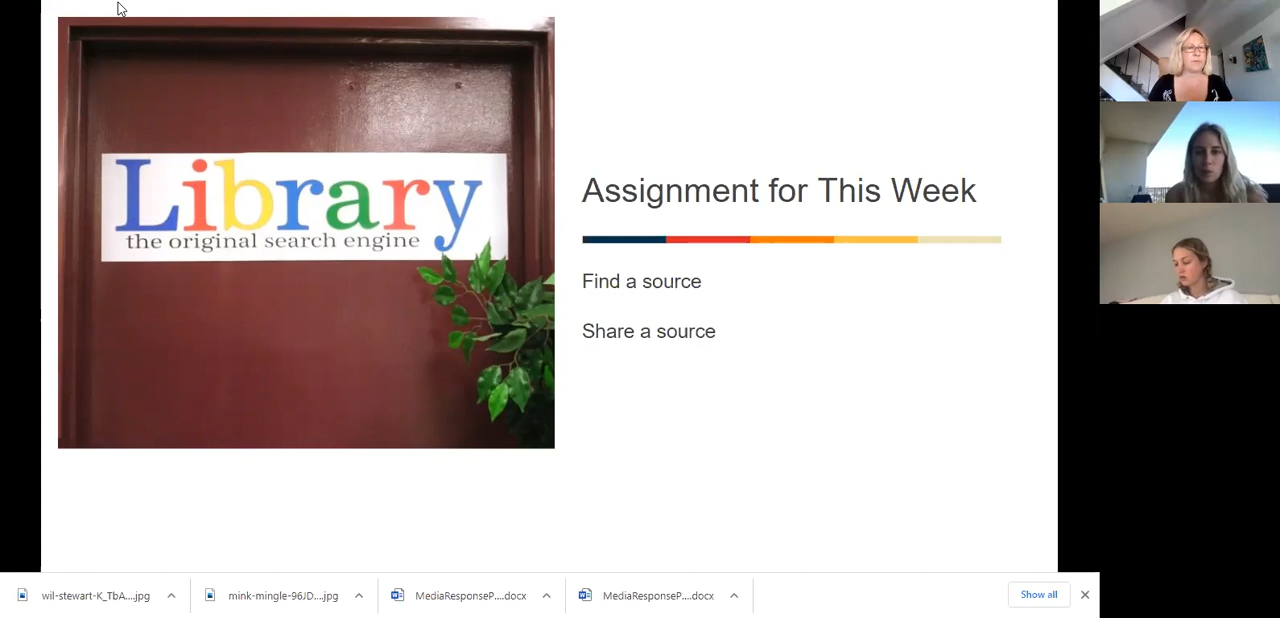 Library
the original search engine
Assignment for This Week
Find a source
Share a source
wil-stewart-K_TbA....jpg
mink-mingle-96JD....jpg
MediaResponseP....docx
MediaResponseP....docx
Show all